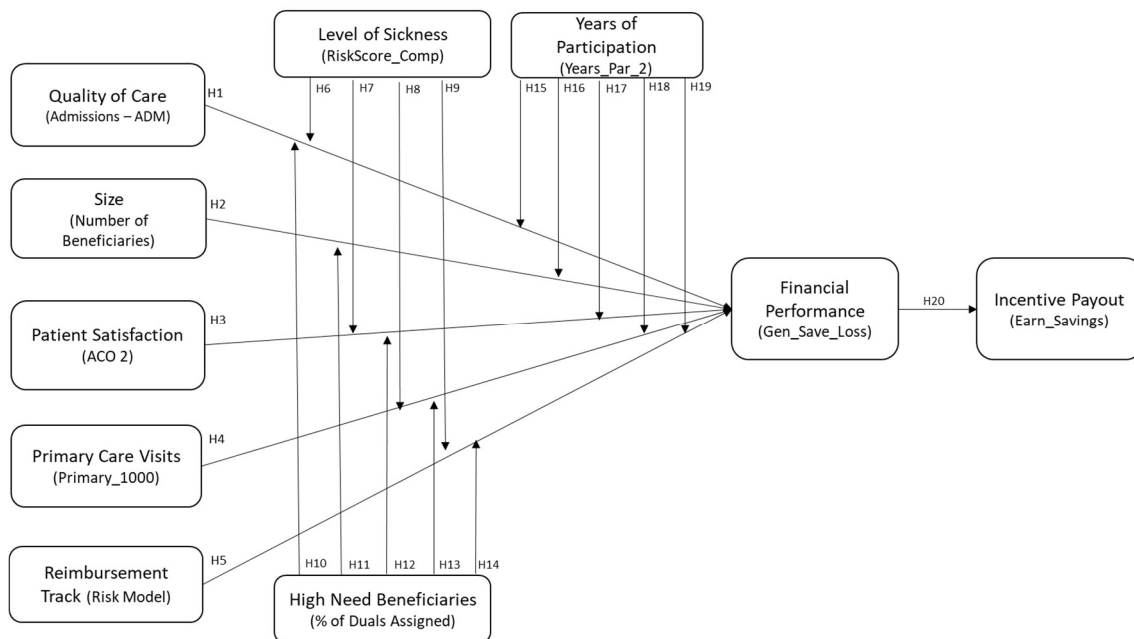 Level of Sickness
(RiskScore_Comp)
Years of
Participation
(Years_Par_2)
H6
H7
H8
H9
H15
H16
H17
H18
H19
Quality of Care
(Admissions – ADM)
H1
Size
(Number of
Beneficiaries)
H2
Patient Satisfaction
(ACO 2)
H3
Primary Care Visits
(Primary_1000)
H4
Reimbursement
Track (Risk Model)
H5
H10
H11
H12
H13
H14
High Need Beneficiaries
(% of Duals Assigned)
Financial
Performance
(Gen_Save_Loss)
H20
Incentive Payout
(Earn_Savings)